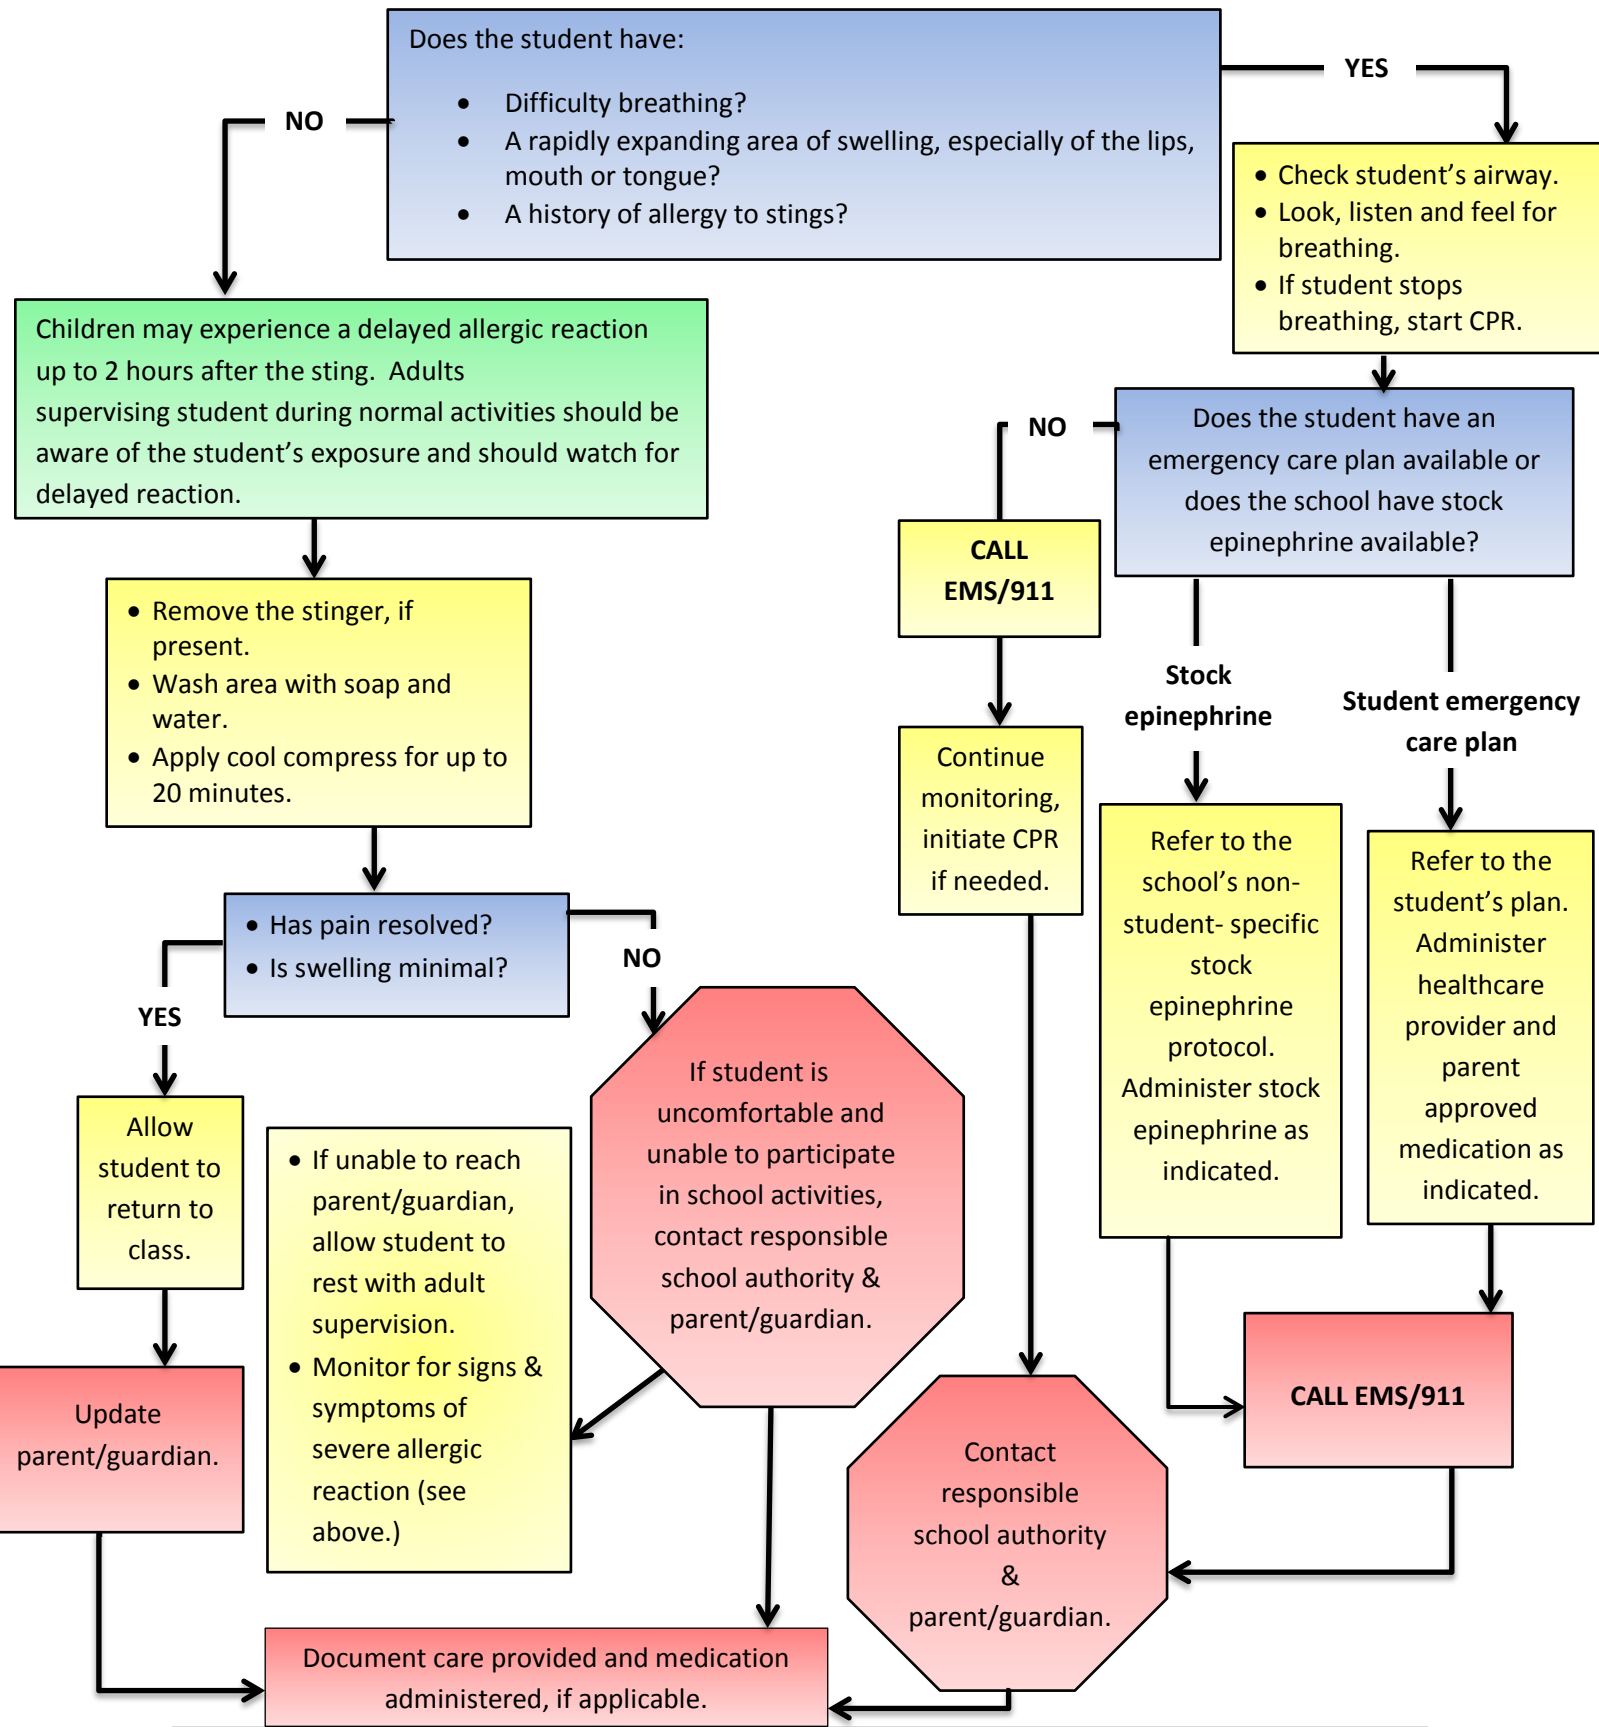 Does the student have:
• Difficulty breathing?
• A rapidly expanding area of swelling, especially of the lips,
mouth or tongue?
• A history of allergy to stings?
YES
NO
• Check student’s airway.
• Look, listen and feel for
breathing.
• If student stops
breathing, start CPR.
Children may experience a delayed allergic reaction
up to 2 hours after the sting. Adults
supervising student during normal activities should be
aware of the student’s exposure and should watch for
delayed reaction.
NO
Does the student have an
emergency care plan available or
does the school have stock
epinephrine available?
CALL
EMS/911
• Remove the stinger, if
present.
• Wash area with soap and
water.
• Apply cool compress for up to
20 minutes.
Stock
epinephrine
Student emergency
care plan
Continue
monitoring,
initiate CPR
if needed.
Refer to the
school’s non-
student- specific
stock
epinephrine
protocol.
Administer stock
epinephrine as
indicated.
Refer to the
student’s plan.
Administer
healthcare
provider and
parent
approved
medication as
indicated.
• Has pain resolved?
• Is swelling minimal?
NO
YES
If student is
uncomfortable and
unable to participate
in school activities,
contact responsible
school authority &
parent/guardian.
Allow
student to
return to
class.
• If unable to reach
parent/guardian,
allow student to
rest with adult
supervision.
• Monitor for signs &
symptoms of
severe allergic
reaction (see
above.)
CALL EMS/911
Update
parent/guardian.
Contact
responsible
school authority
&
parent/guardian.
Document care provided and medication
administered, if applicable.